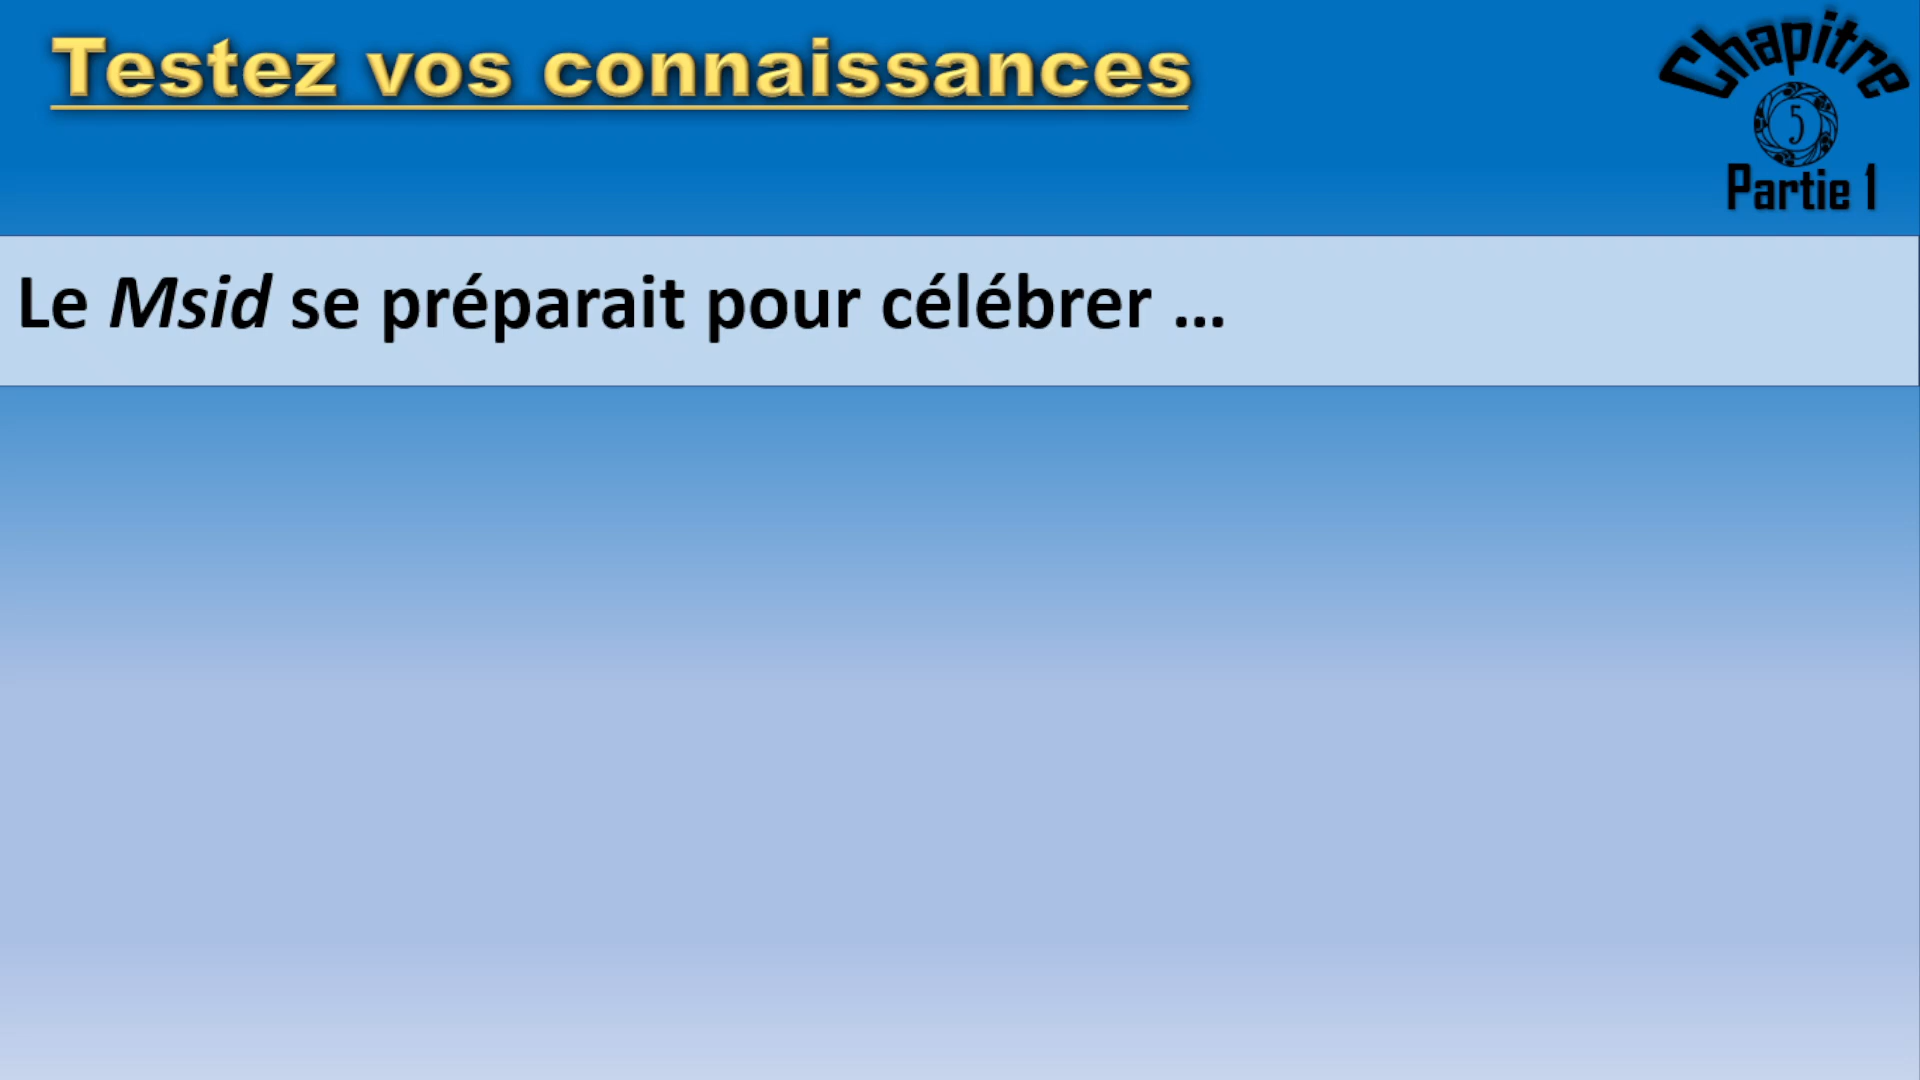 Testez vos connaissances
Chapitre
5
Partie 1
Le Msid se préparait pour célébrer ...